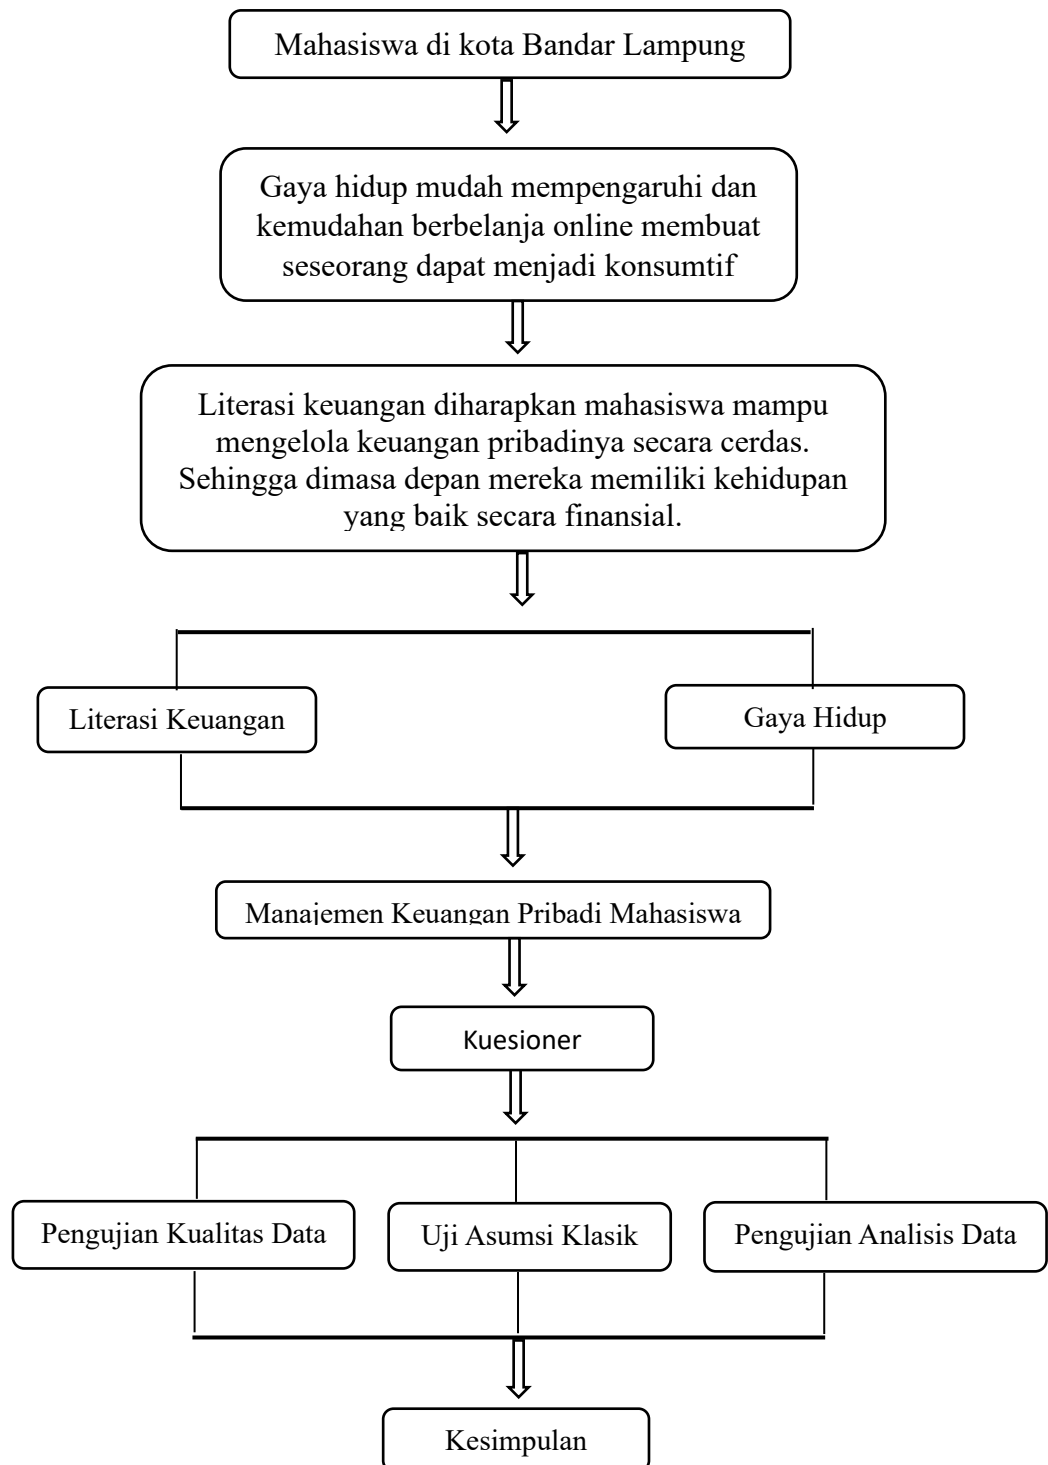 Mahasiswa di kota Bandar Lampung
Gaya hidup mudah mempengaruhi dan
kemudahan berbelanja online membuat
seseorang dapat menjadi konsumtif
Literasi keuangan diharapkan mahasiswa mampu
mengelola keuangan pribadinya secara cerdas.
Sehingga dimasa depan mereka memiliki kehidupan
yang baik secara finansial.
Literasi Keuangan
Gaya Hidup
Manajemen Keuangan Pribadi Mahasiswa
Kuesioner
Pengujian Kualitas Data
Uji Asumsi Klasik
Pengujian Analisis Data
Kesimpulan